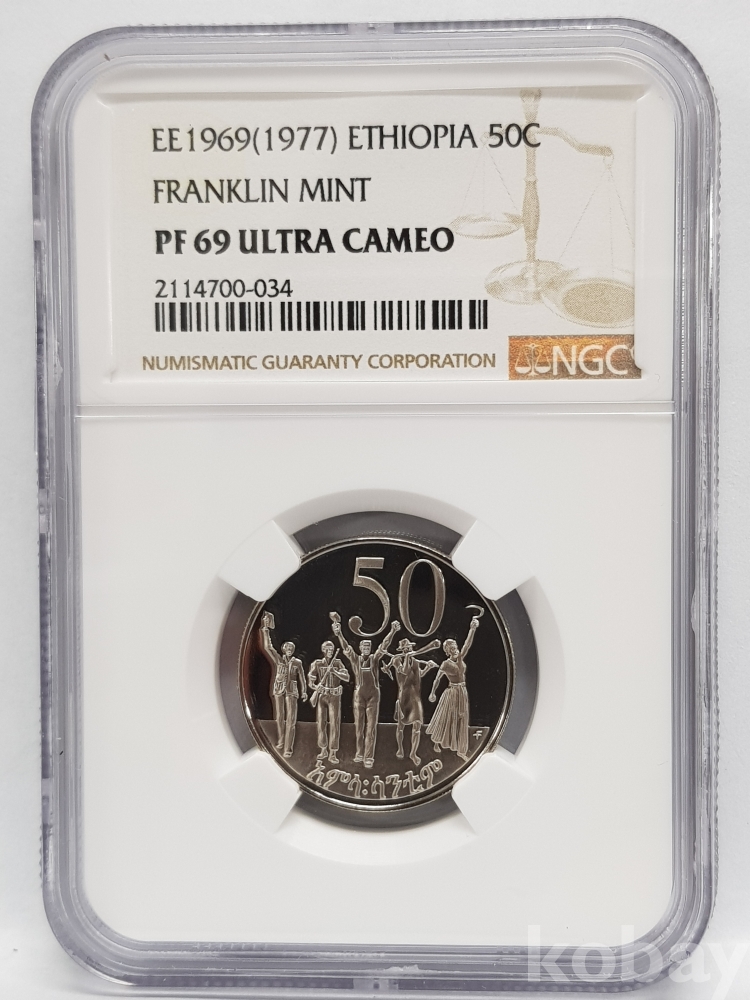 EE1969(1977) ETHIOPIA 50C
FRANKLIN MINT
PF 69 ULTRA CAMEO
2114700-034
NUMISMATIC GUARANTY CORPORATION
NGC
50
አምሳ፡ሳንቲም
kobay